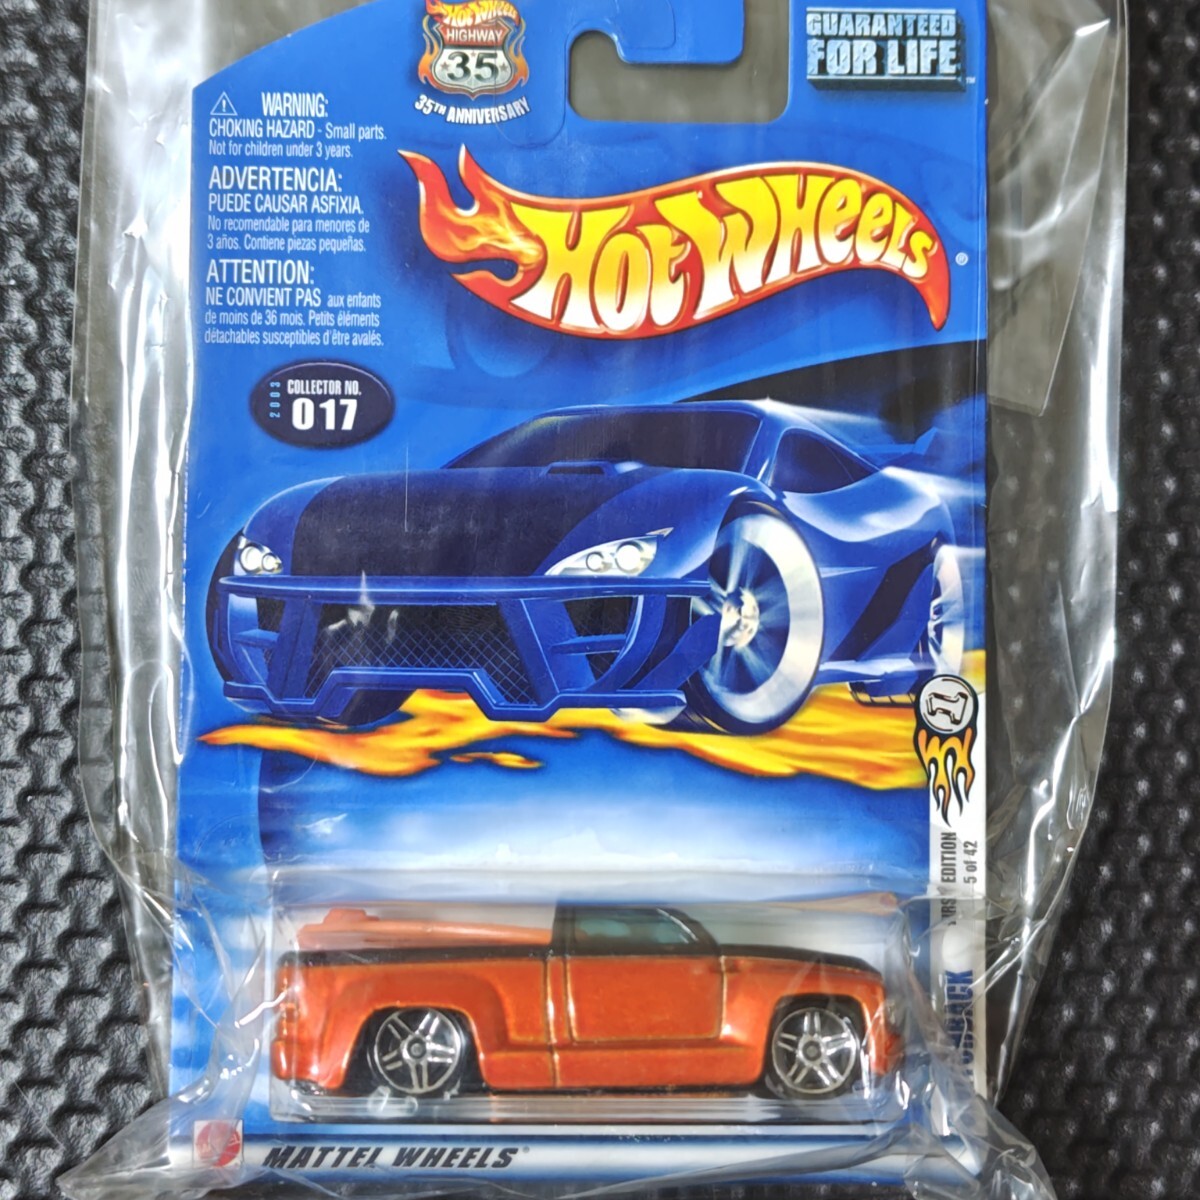 Hot Wheels
HIGHWAY
35
35TH ANNIVERSARY
GUARANTEED
FOR LIFE™
WARNING:
CHOKING HAZARD - Small parts.
Not for children under 3 years.
ADVERTENCIA:
PUEDE CAUSAR ASFIXIA.
No recomendable para menores de
3 años. Contiene piezas pequeñas.
ATTENTION:
NE CONVIENT PAS aux enfants
de moins de 36 mois. Petits éléments
détachables susceptibles d'être avalés.
Hot Wheels®
2003
COLLECTOR NO.
017
EDITION
5 of 42
MATTEL WHEELS®